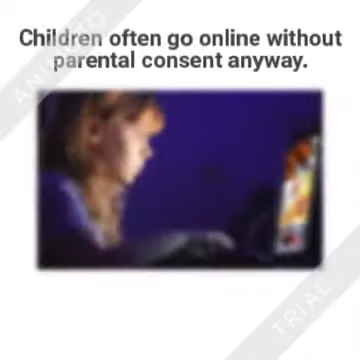 Children often go online without
parental consent anyway.
TRIAL